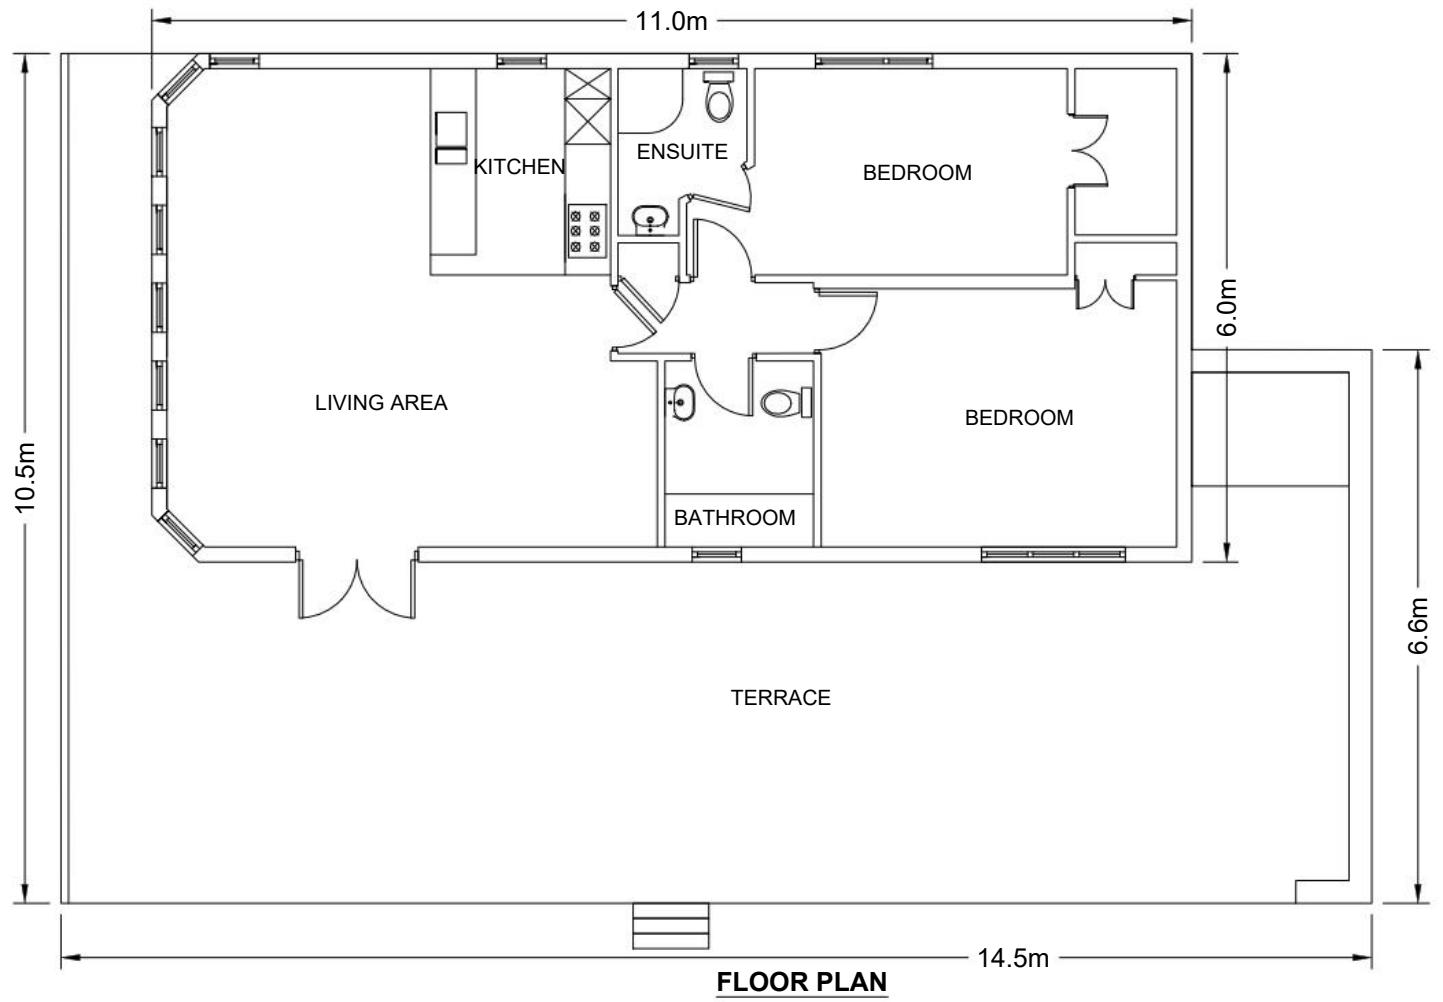 11.0m
KITCHEN
ENSUITE
BEDROOM
6.0m
LIVING AREA
BEDROOM
10.5m
BATHROOM
6.6m
TERRACE
14.5m
FLOOR PLAN